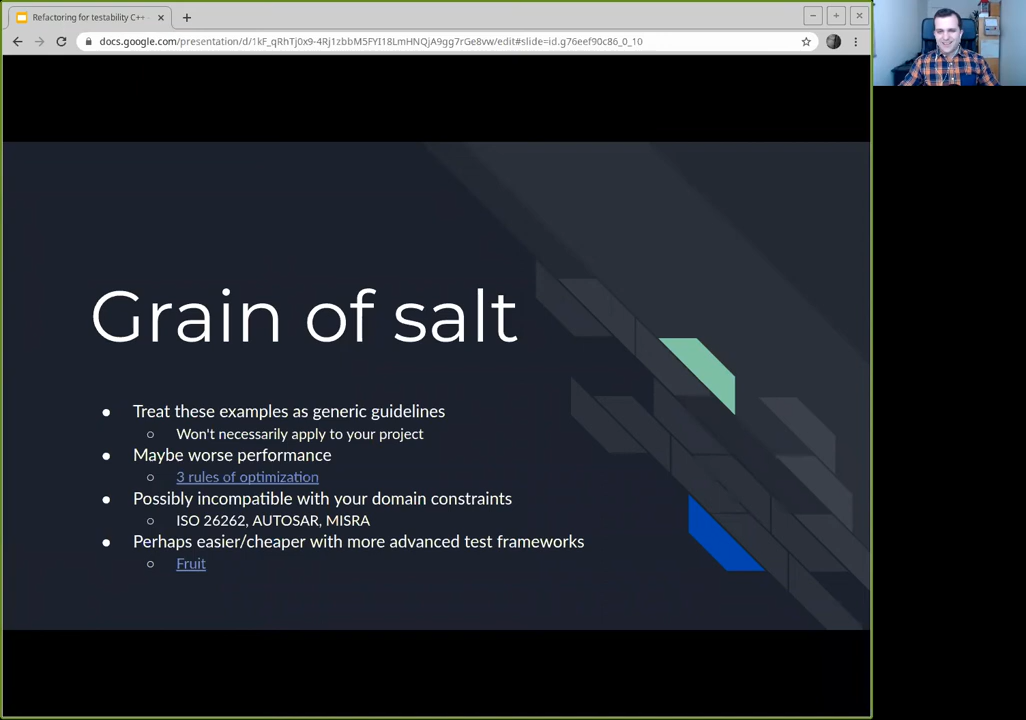 Refactoring for testability C++
docs.google.com/presentation/d/1kF_qRhTj0x9-4Rj1zbbM5FYI18LmHNQjA9gg7rGe8vw/edit#slide=id.g76eef90c86_0_10
Grain of salt
● Treat these examples as generic guidelines
○ Won't necessarily apply to your project
● Maybe worse performance
○ 3 rules of optimization
● Possibly incompatible with your domain constraints
○ ISO 26262, AUTOSAR, MISRA
● Perhaps easier/cheaper with more advanced test frameworks
○ Fruit